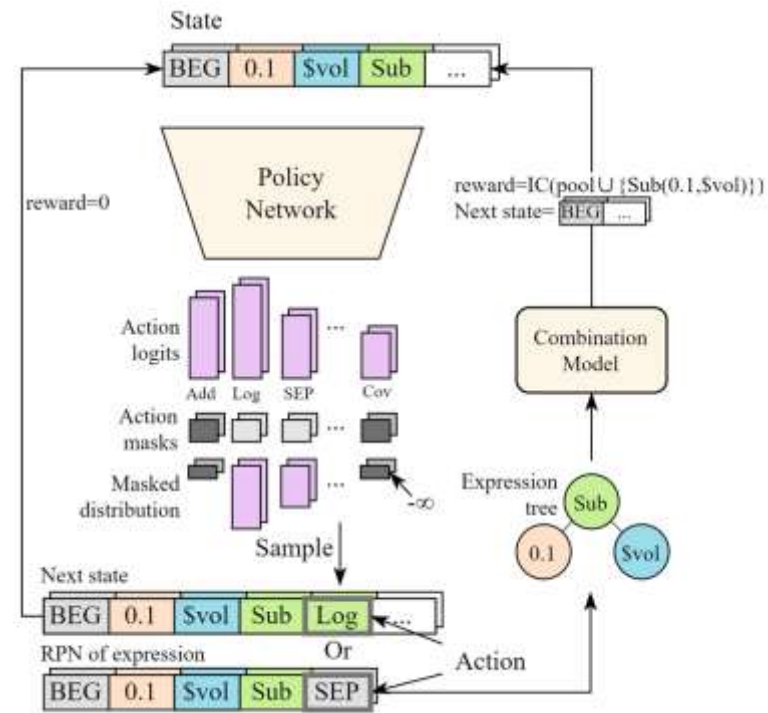 State
BEG 0.1 $vol Sub ...
Policy
Network
reward=0
reward=IC(pool∪{Sub(0.1,$vol)})
Next state= BEG ...
Action
logits
...
Add Log SEP Cov
Combination
Model
Action
masks
...
Masked
distribution
...
-∞
Expression
tree
Sub
0.1
$vol
Sample
Next state
BEG 0.1 $vol Sub Log ...
Or
RPN of expression
Action
BEG 0.1 $vol Sub SEP